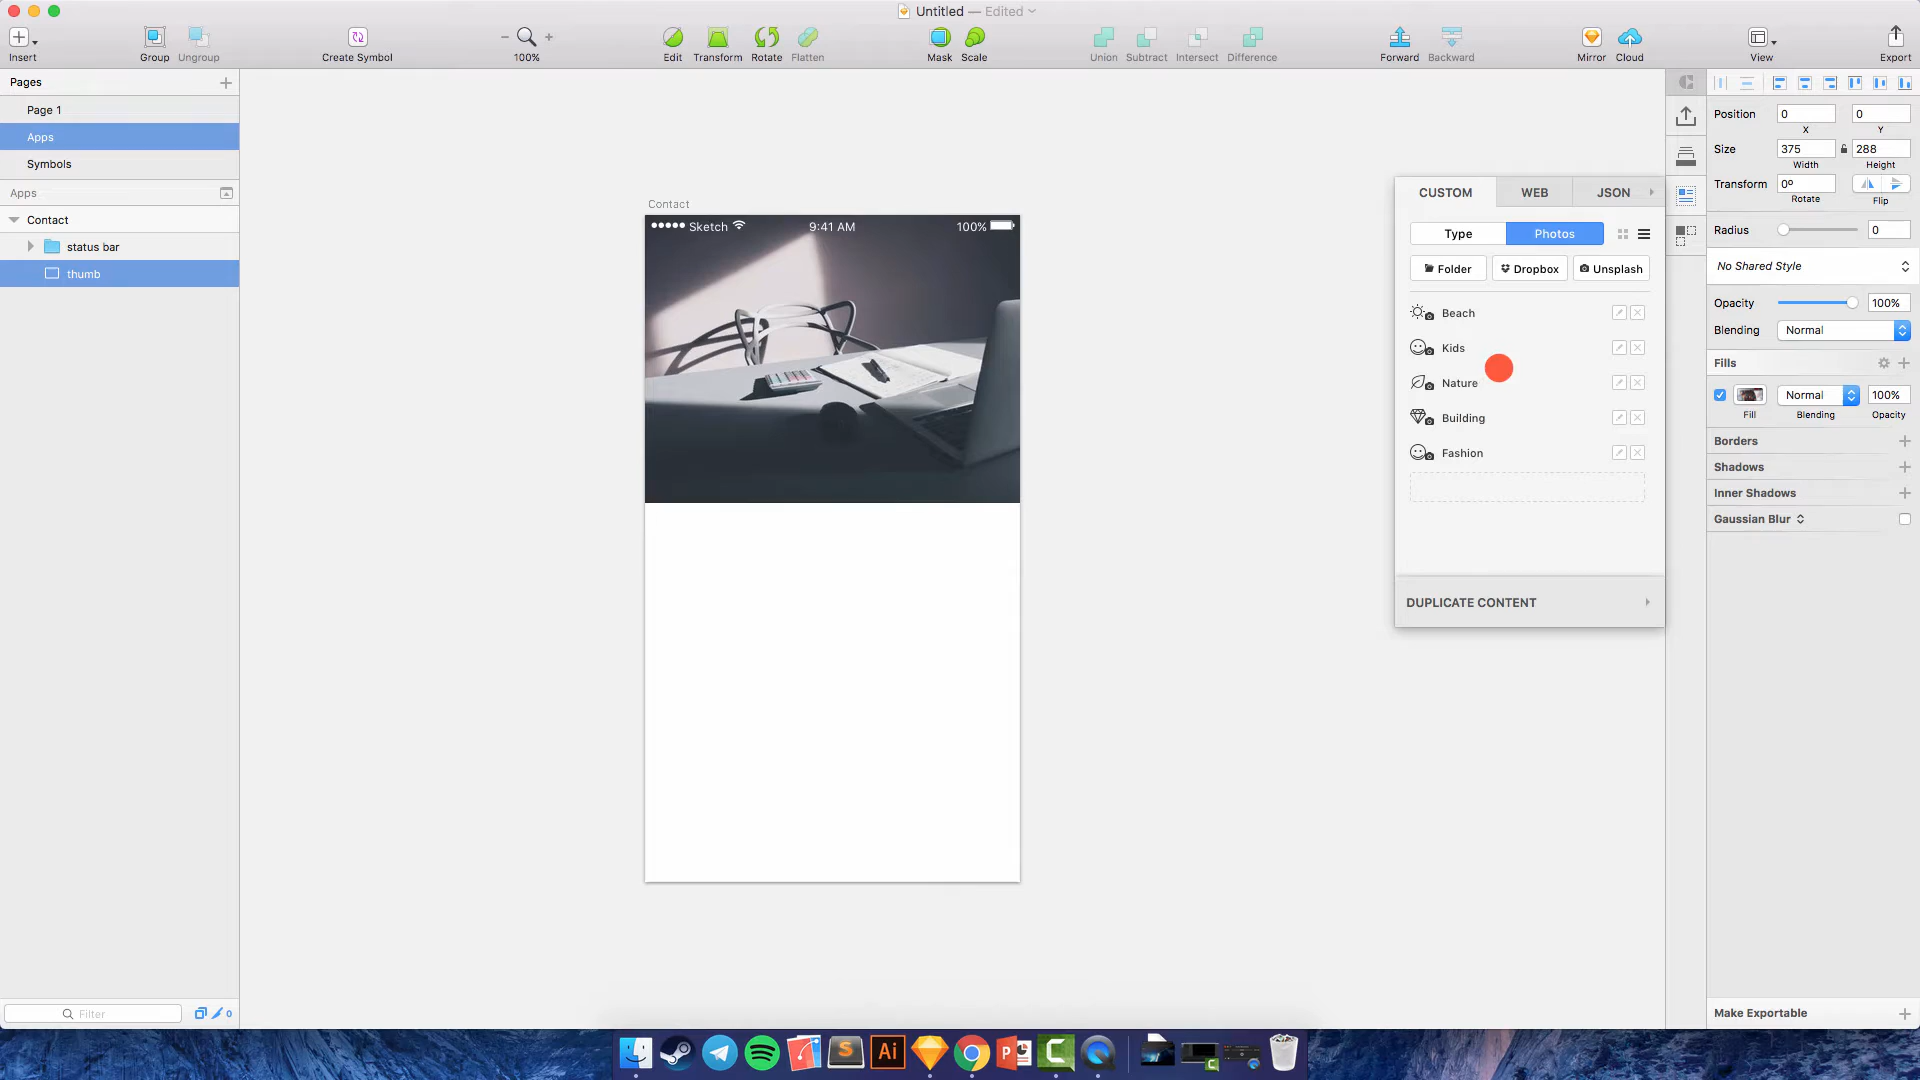 Untitled — Edited
Insert
Group
Ungroup
Create Symbol
100%
Edit
Transform
Rotate
Flatten
Mask
Scale
Union
Subtract
Intersect
Difference
Forward
Backward
Mirror
Cloud
View
Export
Pages
Page 1
Apps
Symbols
Apps
Contact
status bar
thumb
Filter
0
Contact
Sketch
9:41 AM
100%
CUSTOM
WEB
JSON
Type
Photos
Folder
Dropbox
Unsplash
Beach
Kids
Nature
Building
Fashion
DUPLICATE CONTENT
Position
0
0
X
Y
Size
375
288
Width
Height
Transform
0º
Rotate
Flip
Radius
0
No Shared Style
Opacity
100%
Blending
Normal
Fills
Normal
100%
Fill
Blending
Opacity
Borders
Shadows
Inner Shadows
Gaussian Blur
Make Exportable
S
Ai
P
C
C